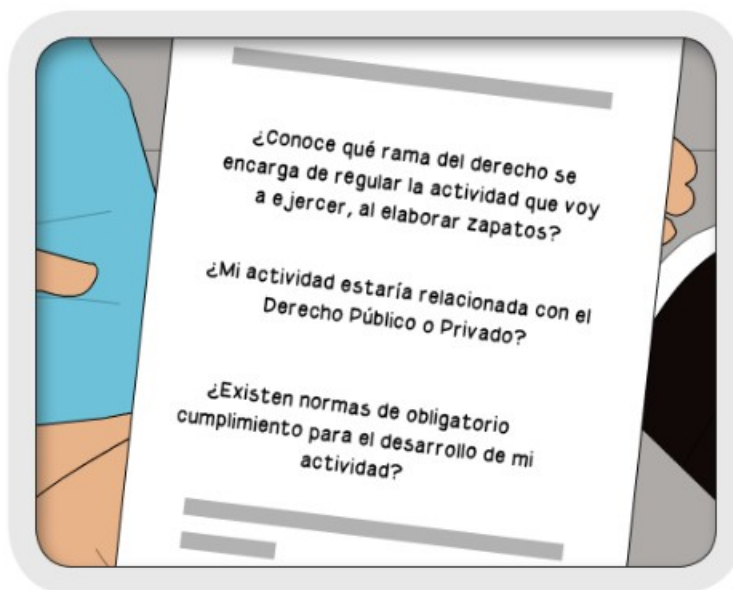 ¿Conoce qué rama del derecho se
encarga de regular la actividad que voy
a ejercer, al elaborar zapatos?
¿Mi actividad estaría relacionada con el
Derecho Público o Privado?
¿Existen normas de obligatorio
cumplimiento para el desarrollo de mi
actividad?